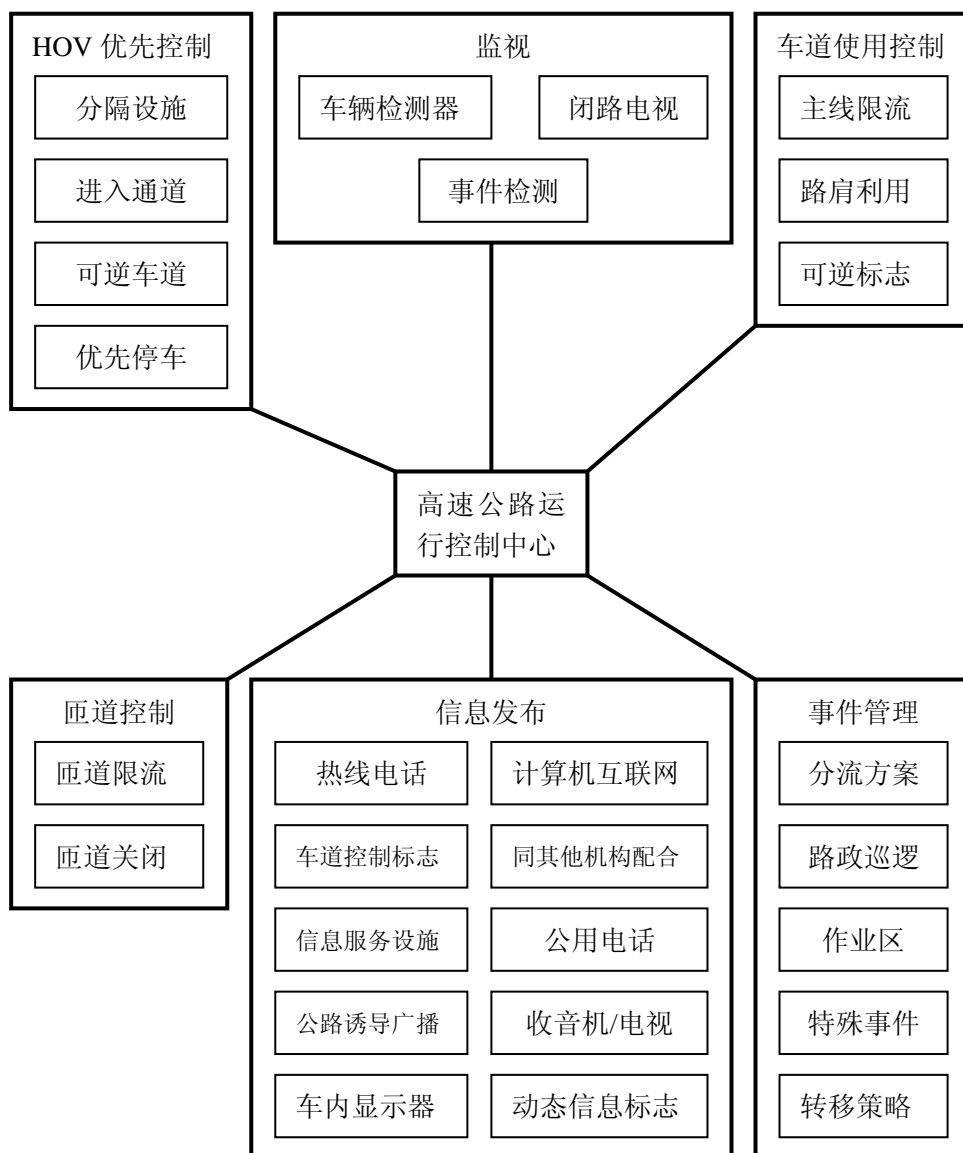 HOV 优先控制
分隔设施
进入通道
可逆车道
优先停车
监视
车辆检测器
闭路电视
事件检测
车道使用控制
主线限流
路肩利用
可逆标志
高速公路运
行控制中心
匝道控制
匝道限流
匝道关闭
信息发布
热线电话
计算机互联网
车道控制标志
同其他机构配合
信息服务设施
公用电话
公路诱导广播
收音机/电视
车内显示器
动态信息标志
事件管理
分流方案
路政巡逻
作业区
特殊事件
转移策略